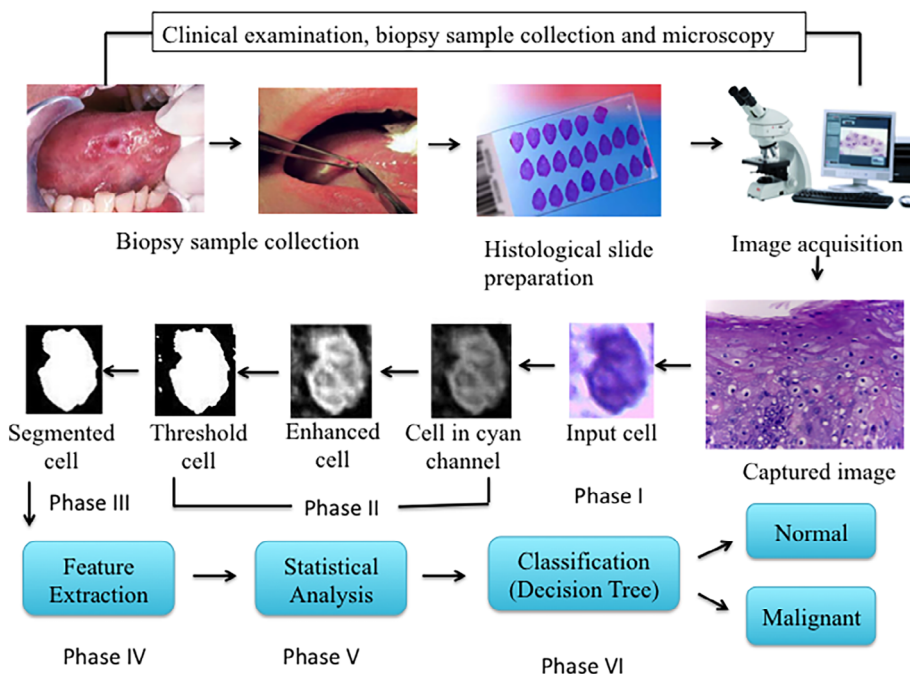 Clinical examination, biopsy sample collection and microscopy
Biopsy sample collection
Histological slide
preparation
Image acquisition
Captured image
Input cell
Cell in cyan
channel
Enhanced cell
Threshold
cell
Segmented
cell
Phase I
Phase II
Phase III
Feature
Extraction
Statistical
Analysis
Classification
(Decision Tree)
Normal
Malignant
Phase IV
Phase V
Phase VI